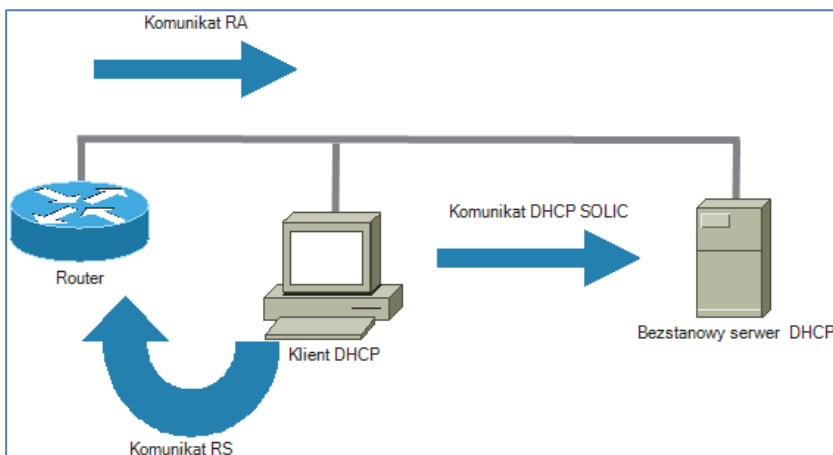 Komunikat RA
Komunikat DHCP SOLIC
Router
Klient DHCP
Bezstanowy serwer DHCP
Komunikat RS